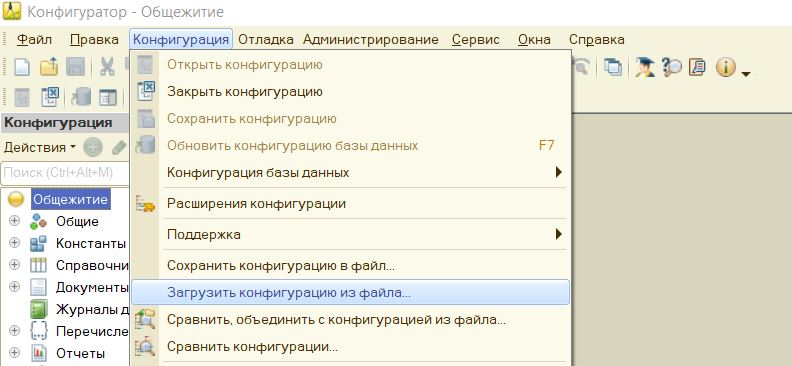 Конфигуратор - Общежитие
Файл Правка Конфигурация Отладка Администрирование Сервис Окна Справка
Открыть конфигурацию
Закрыть конфигурацию
Сохранить конфигурацию
Обновить конфигурацию базы данных F7
Конфигурация базы данных
Расширения конфигурации
Поддержка
Сохранить конфигурацию в файл...
Загрузить конфигурацию из файла...
Сравнить, объединить с конфигурацией из файла...
Сравнить конфигурации...
Конфигурация
Действия
Поиск (Ctrl+Alt+M)
Общежитие
Общие
Константы
Справочни
Документы
Журналы д
Перечисле
Отчеты